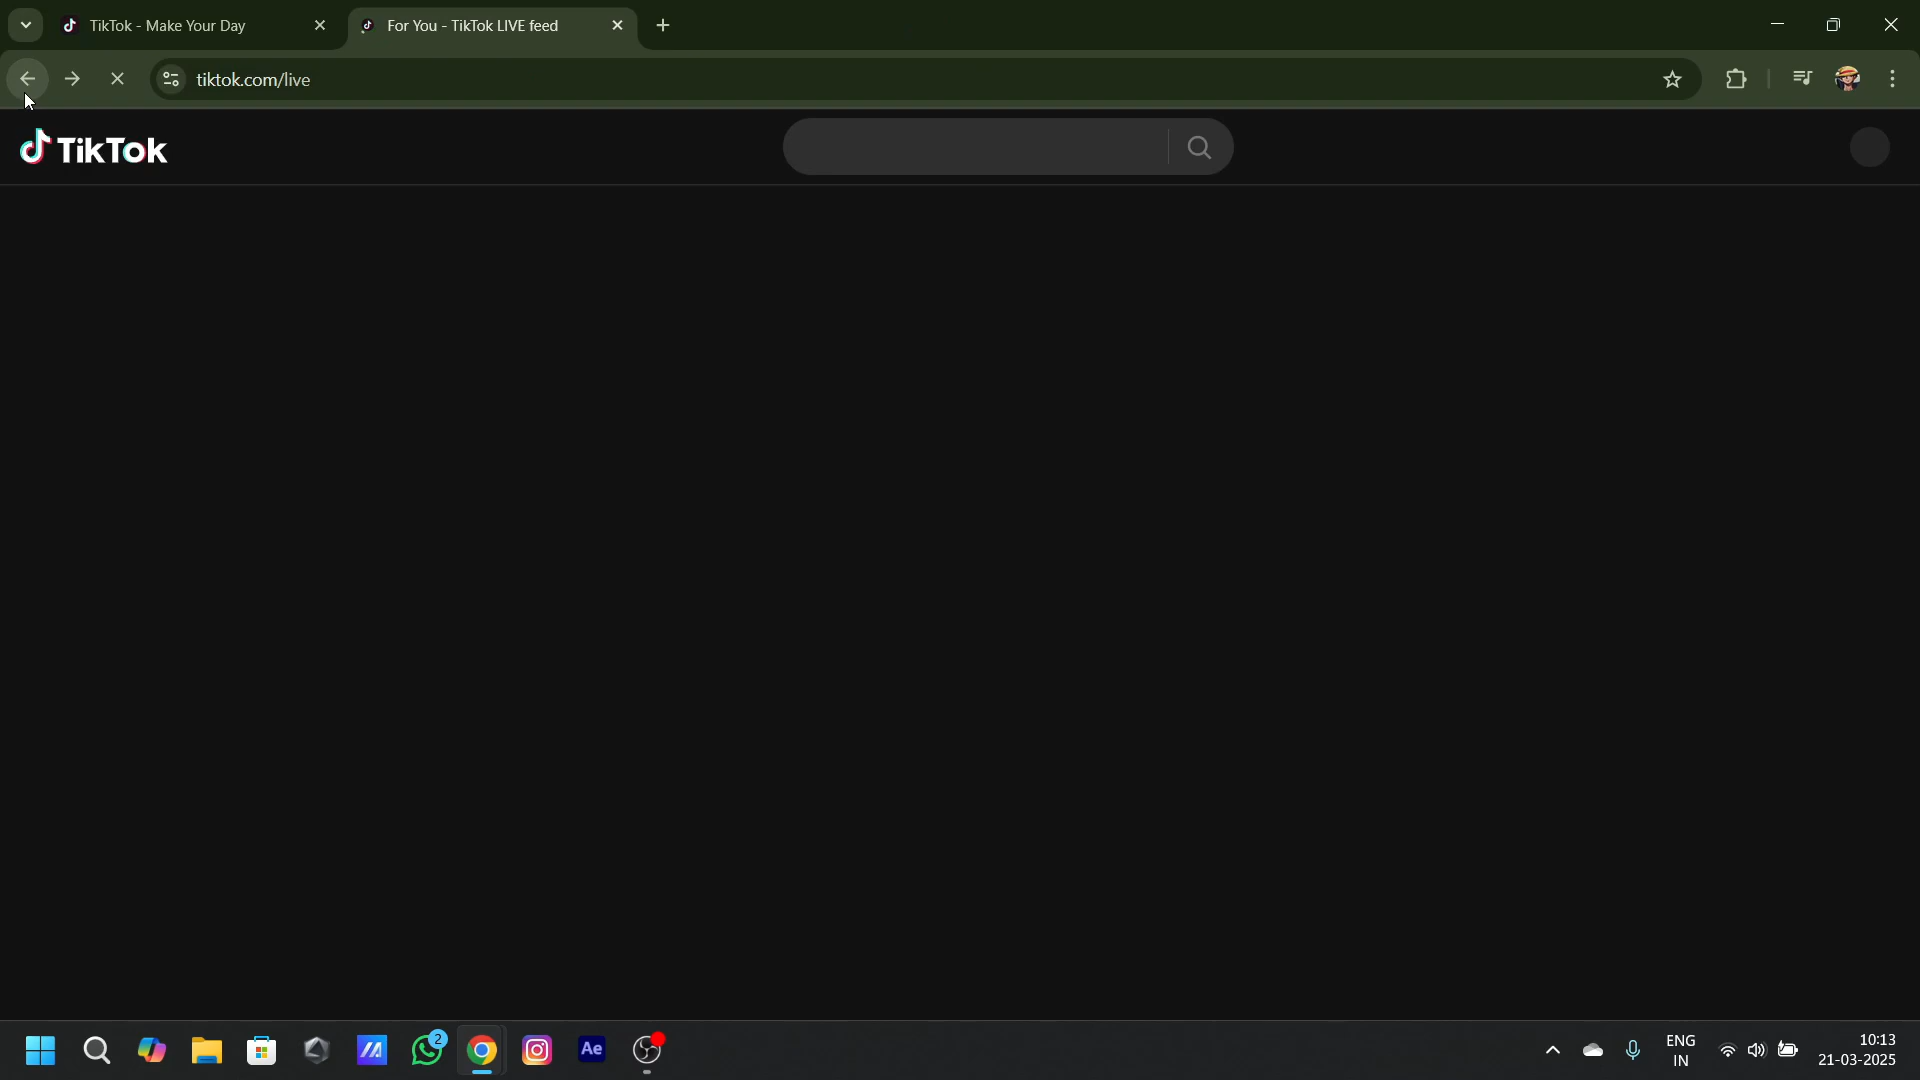 TikTok - Make Your Day
For You - TikTok LIVE feed
tiktok.com/live
TikTok
2
Ae
ENG
IN
10:13
21-03-2025